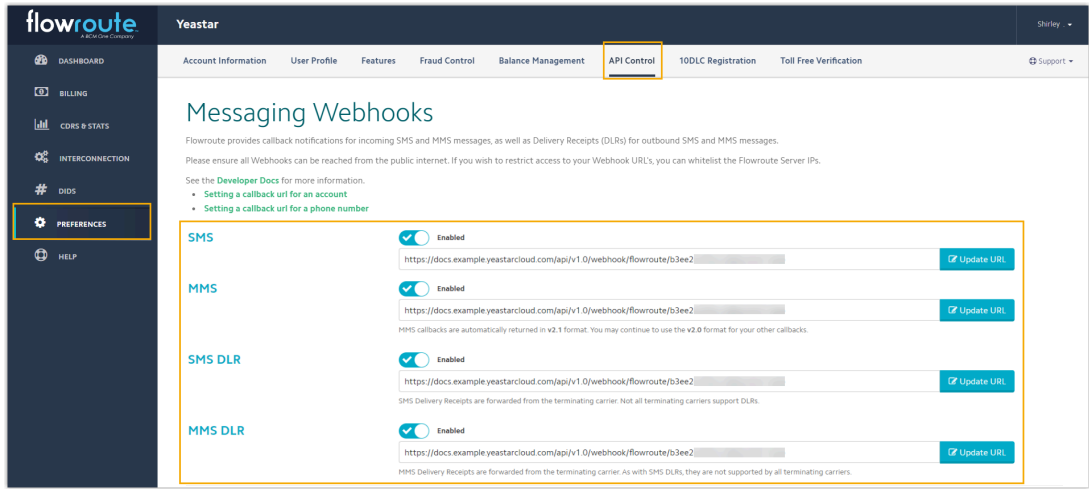 flowroute
A BCM One Company
Yeastar
Shirley .
DASHBOARD
BILLING
CDRS & STATS
INTERCONNECTION
DIDS
PREFERENCES
HELP
Account Information User Profile Features Fraud Control Balance Management API Control 10DLC Registration Toll Free Verification Support
Messaging Webhooks
Flowroute provides callback notifications for incoming SMS and MMS messages, as well as Delivery Receipts (DLRs) for outbound SMS and MMS messages.
Please ensure all Webhooks can be reached from the public internet. If you wish to restrict access to your Webhook URL's, you can whitelist the Flowroute Server IPs.
See the Developer Docs for more information.
• Setting a callback url for an account
• Setting a callback url for a phone number
SMS Enabled
https://docs.example.yeastarcloud.com/api/v1.0/webhook/flowroute/b3ee2 Update URL
MMS Enabled
https://docs.example.yeastarcloud.com/api/v1.0/webhook/flowroute/b3ee2 Update URL
MMS callbacks are automatically returned in v2.1 format. You may continue to use the v2.0 format for your other callbacks.
SMS DLR Enabled
https://docs.example.yeastarcloud.com/api/v1.0/webhook/flowroute/b3ee2 Update URL
SMS Delivery Receipts are forwarded from the terminating carrier. Not all terminating carriers support DLRs.
MMS DLR Enabled
https://docs.example.yeastarcloud.com/api/v1.0/webhook/flowroute/b3ee2 Update URL
MMS Delivery Receipts are forwarded from the terminating carrier. As with SMS DLRs, they are not supported by all terminating carriers.